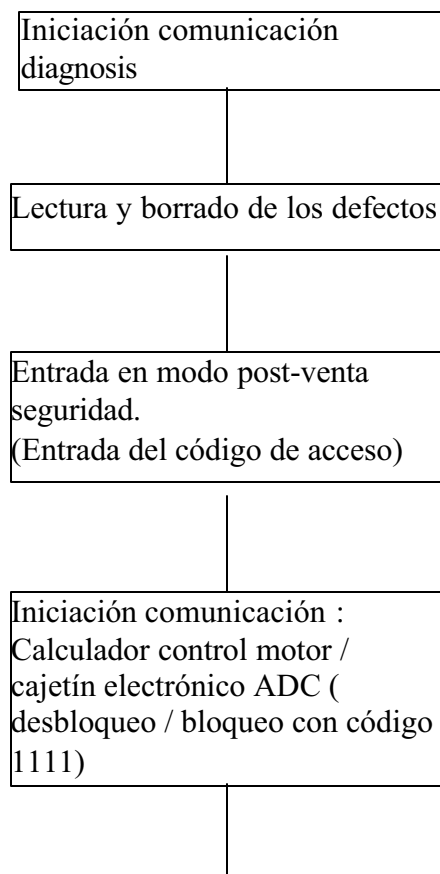 Iniciación comunicación
diagnosis
Lectura y borrado de los defectos
Entrada en modo post-venta
seguridad.
(Entrada del código de acceso)
Iniciación comunicación :
Calculador control motor /
cajetín electrónico ADC (
desbloqueo / bloqueo con código
1111)